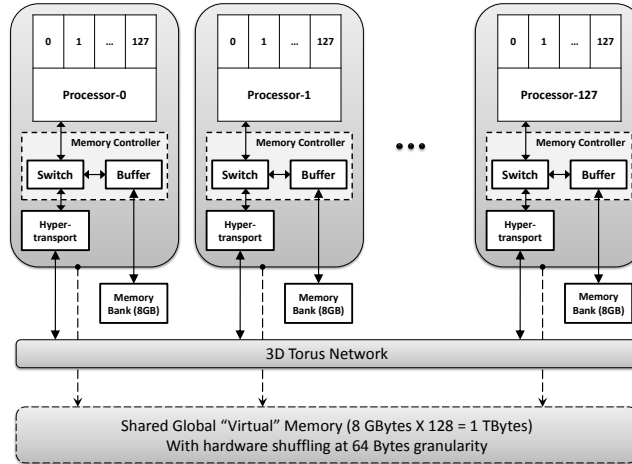 0 1 ... 127
Processor-0
Memory Controller
Switch
Buffer
Hyper-
transport
Memory
Bank (8GB)
0 1 ... 127
Processor-1
Memory Controller
Switch
Buffer
Hyper-
transport
Memory
Bank (8GB)
...
0 1 ... 127
Processor-127
Memory Controller
Switch
Buffer
Hyper-
transport
Memory
Bank (8GB)
3D Torus Network
Shared Global “Virtual” Memory (8 GBytes X 128 = 1 TBytes)
With hardware shuffling at 64 Bytes granularity